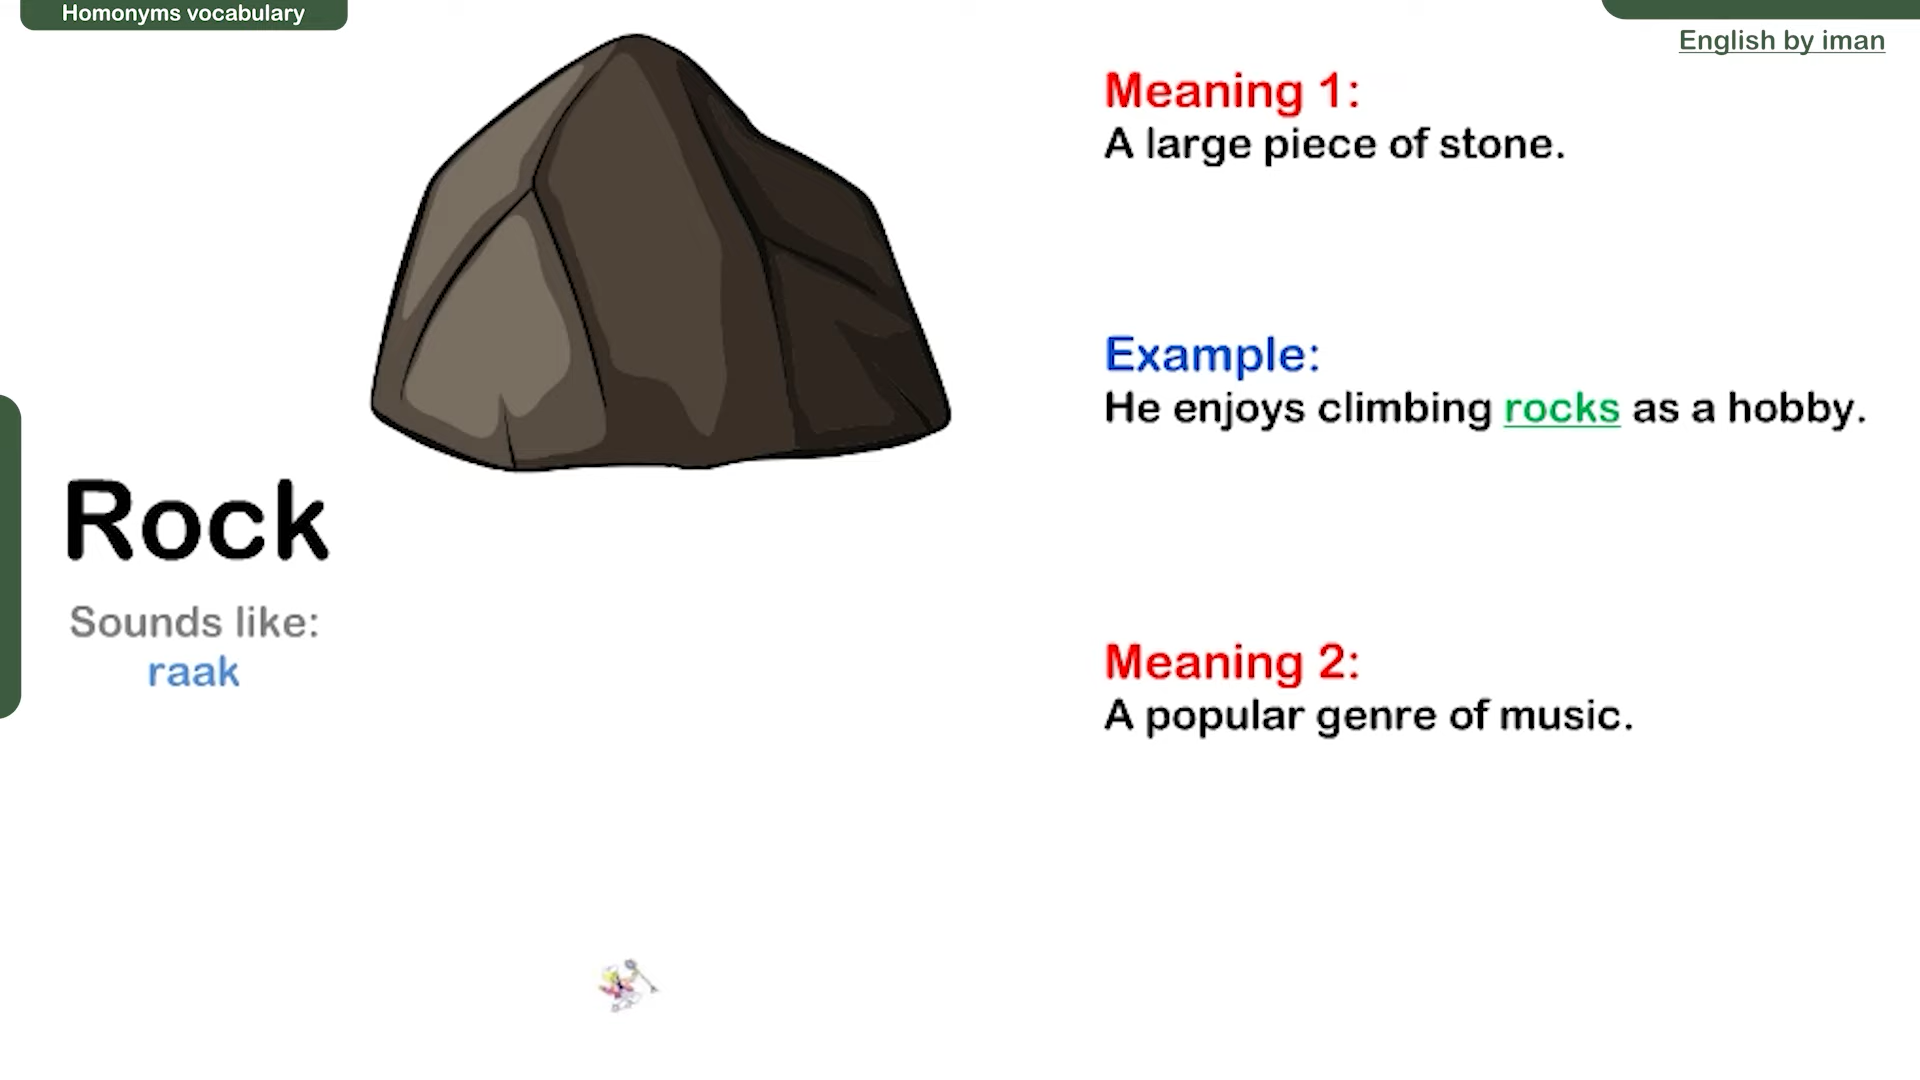 Homonyms vocabulary
English by iman
Meaning 1:
A large piece of stone.
Example:
He enjoys climbing rocks as a hobby.
Rock
Sounds like:
raak
Meaning 2:
A popular genre of music.